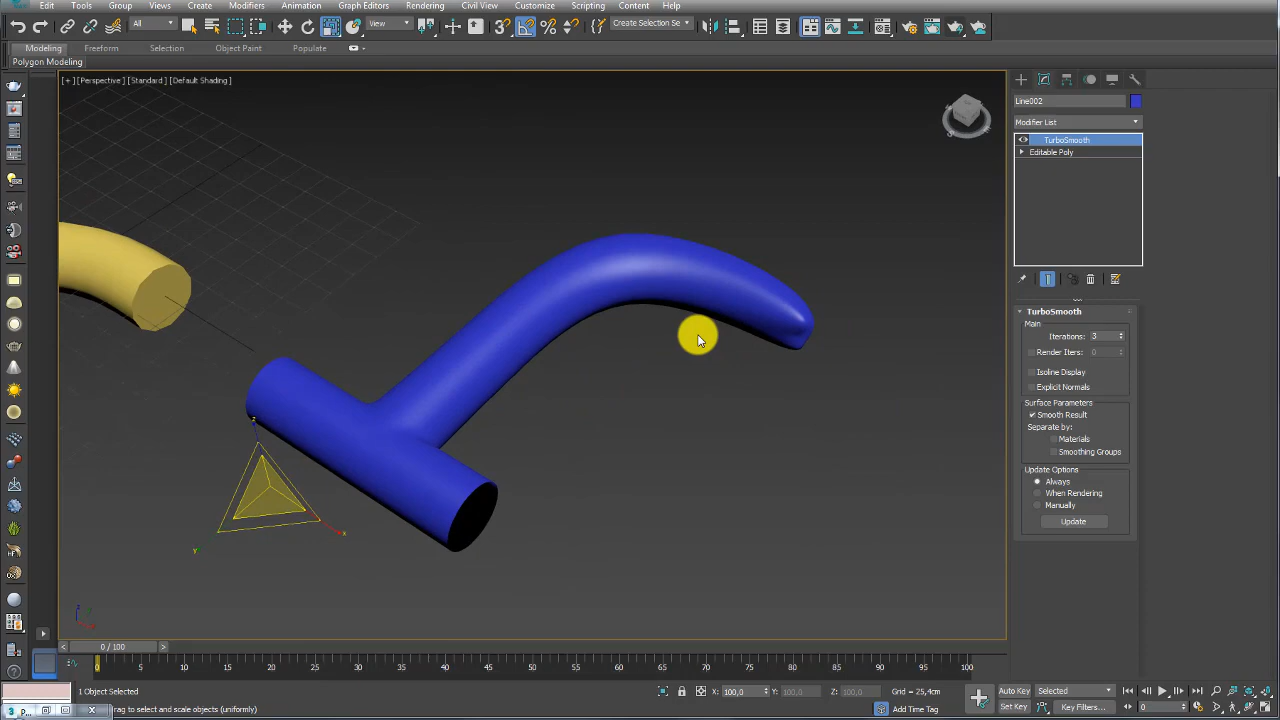 Edit Tools Group Views Create Modifiers Animation Graph Editors Rendering Civil View Customize Scripting Content Help
All View Create Selection Se
Modeling Freeform Selection Object Paint Populate
Polygon Modeling
[+][Perspective][Standard][Default Shading]
Line002
Modifier List
TurboSmooth
Editable Poly
TurboSmooth
Main
Iterations: 3
Render Iters: 0
Isoline Display
Explicit Normals
Surface Parameters
Smooth Result
Separate by:
Materials
Smoothing Groups
Update Options
Always
When Rendering
Manually
Update
z
x
y
0 / 100
0 5 10 15 20 25 30 35 40 45 50 55 60 65 70 75 80 85 90 95 100
1 Object Selected X: 100,0 Y: 100,0 Z: 100,0 Grid = 25,4cm Auto Key Selected
drag to select and scale objects (uniformly) Add Time Tag Set Key Key Filters... 0
3 p...